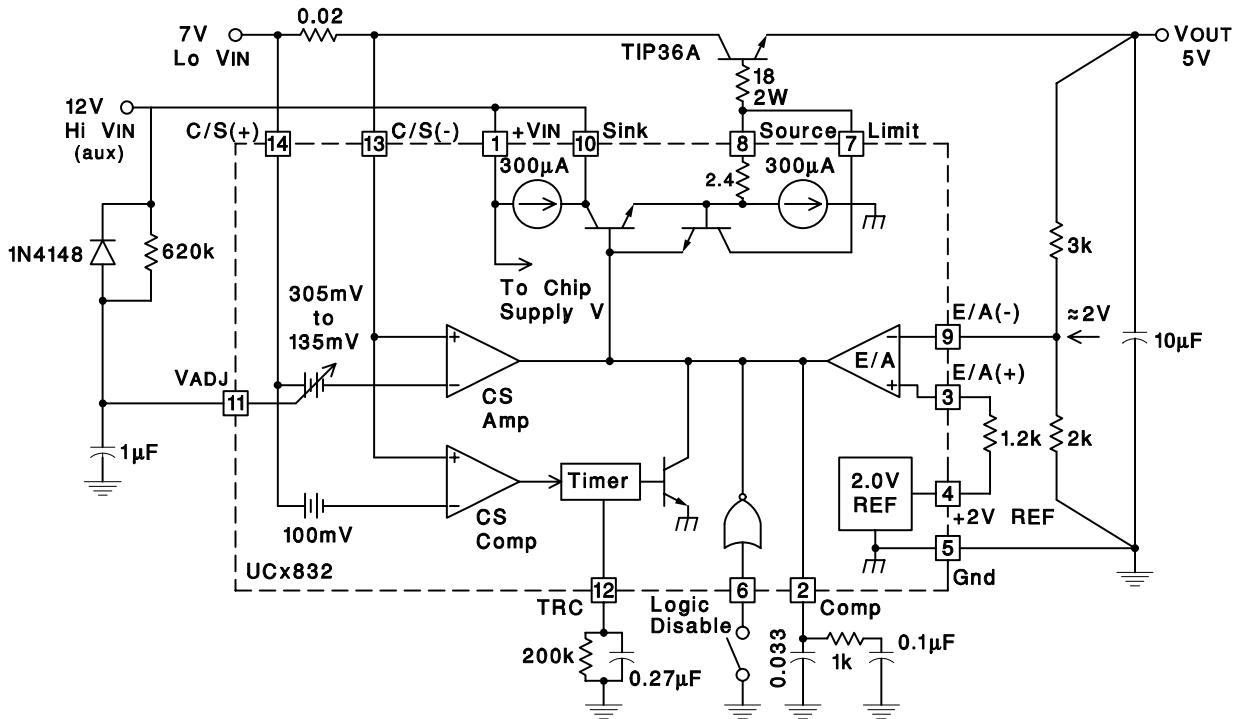 0.02
7V
Lo VIN
TIP36A
VOUT
5V
18
2W
12V
Hi VIN
(aux)
C/S(+)
C/S(-)
+VIN
Sink
Source
Limit
14
13
1
10
8
7
300µA
2.4
300µA
1N4148
620k
3k
To Chip
Supply V
305mV
to
135mV
E/A(-)
≈2V
9
10µF
+
−
E/A
−
+
CS
Amp
E/A(+)
3
VADJ
11
1.2k
2k
1µF
+
−
CS
Comp
Timer
2.0V
REF
4
+2V REF
100mV
5
Gnd
UCx832
12
6
2
TRC
Logic
Disable
Comp
200k
0.27µF
0.033
1k
0.1µF